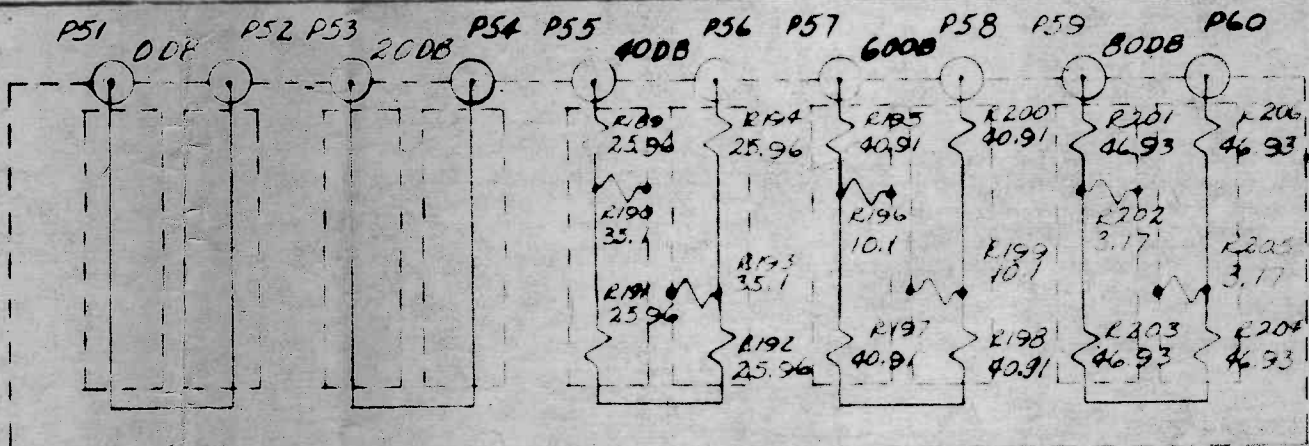 P51 0DB P52 P53 20DB P54 P55 40DB P56 P57 60DB P58 P59 80DB P60
R189 25.96
R194 25.96
R195 40.91
R200 40.91
R201 46.93
R206 46.93
R190 35.1
R196 10.1
R202 3.17
R193 35.1
R199 10.1
R205 3.17
R191 25.96
R192 25.96
R197 40.91
R198 40.91
R203 46.93
R204 46.93